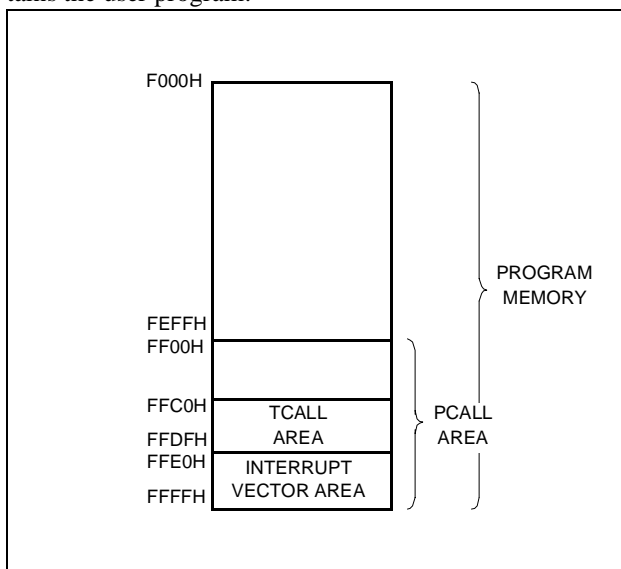 tains the user program.
F000H
PROGRAM
MEMORY
FEFFH
FF00H
FFC0H
TCALL
AREA
PCALL
AREA
FFDFH
FFE0H
INTERRUPT
VECTOR AREA
FFFFH